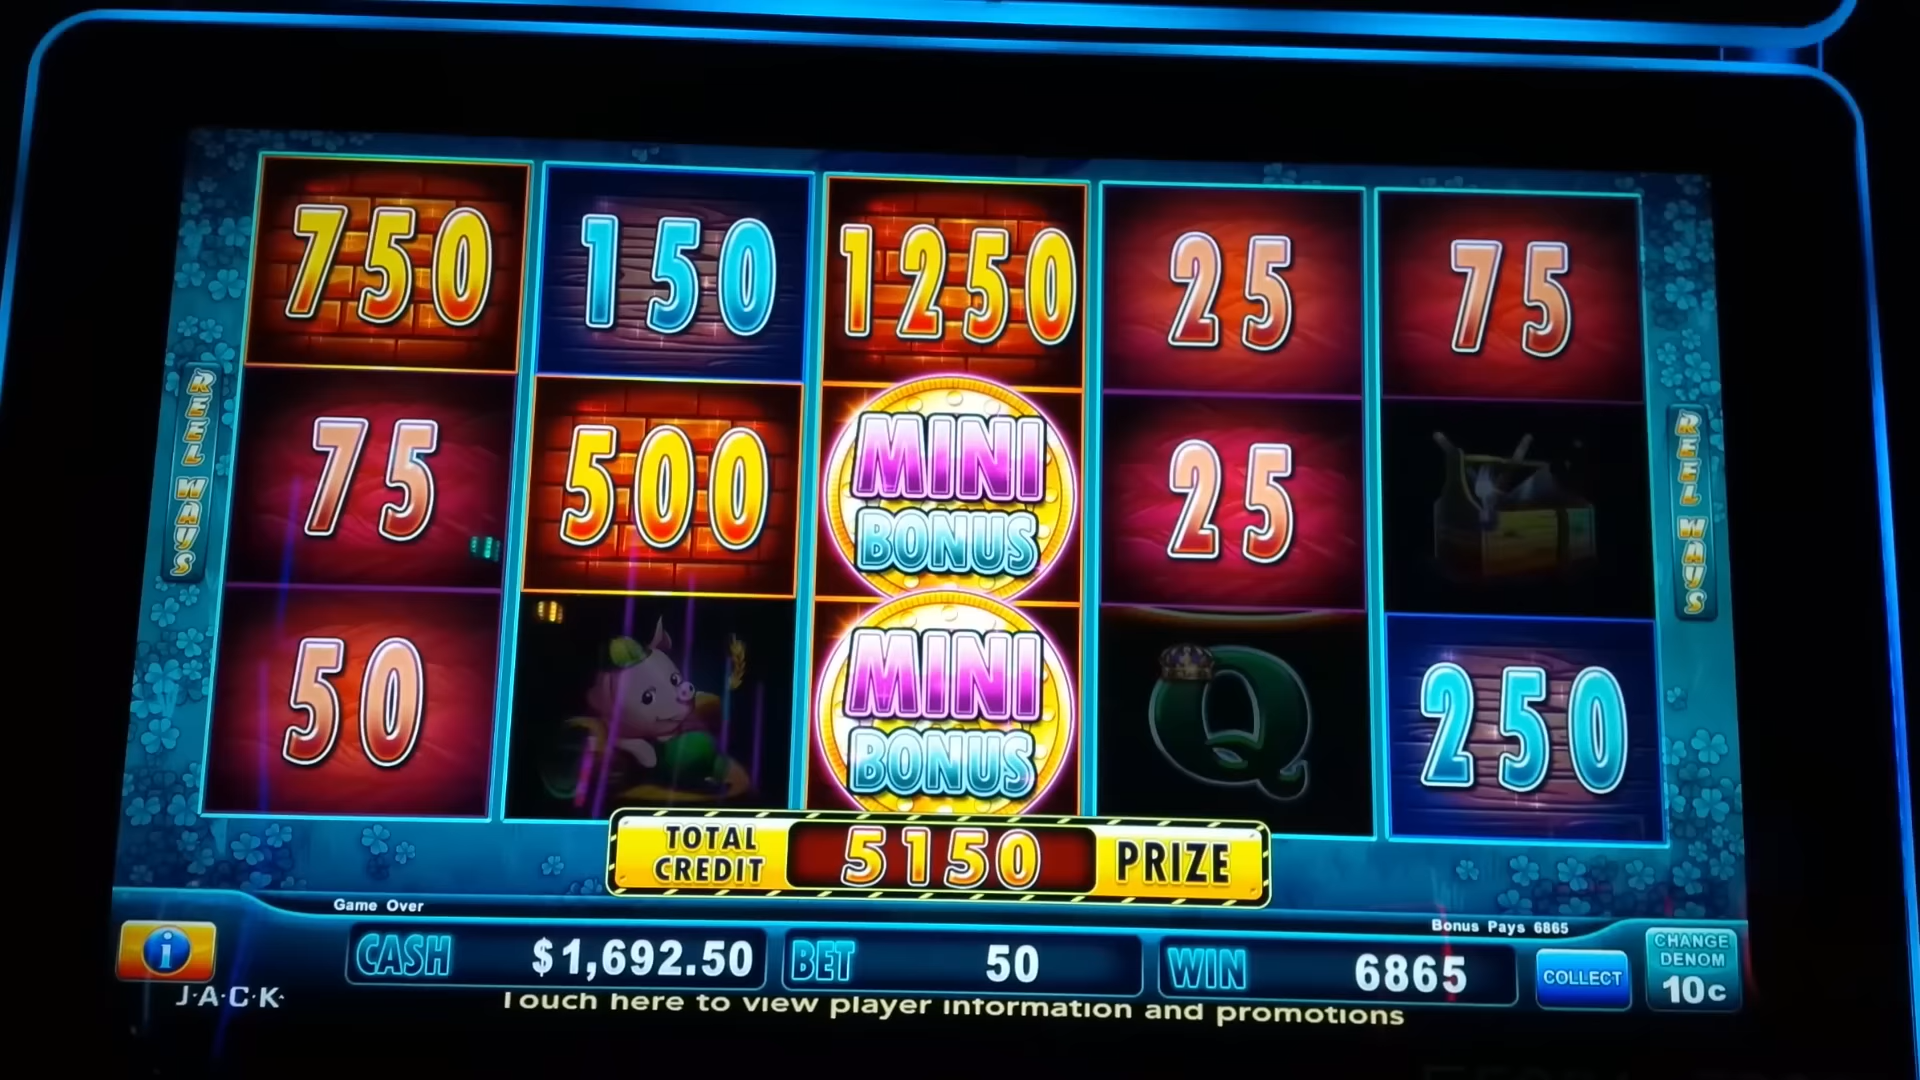 750 150 1250 25 75
75 500 MINI BONUS 25
50 MINI BONUS Q 250
REEL WAYS
REEL WAYS
TOTAL CREDIT 5150 PRIZE
Game Over
Bonus Pays 6865
CASH $1,692.50 BET 50 WIN 6865 COLLECT
CHANGE DENOM 10c
i
J·A·C·K·
Touch here to view player information and promotions